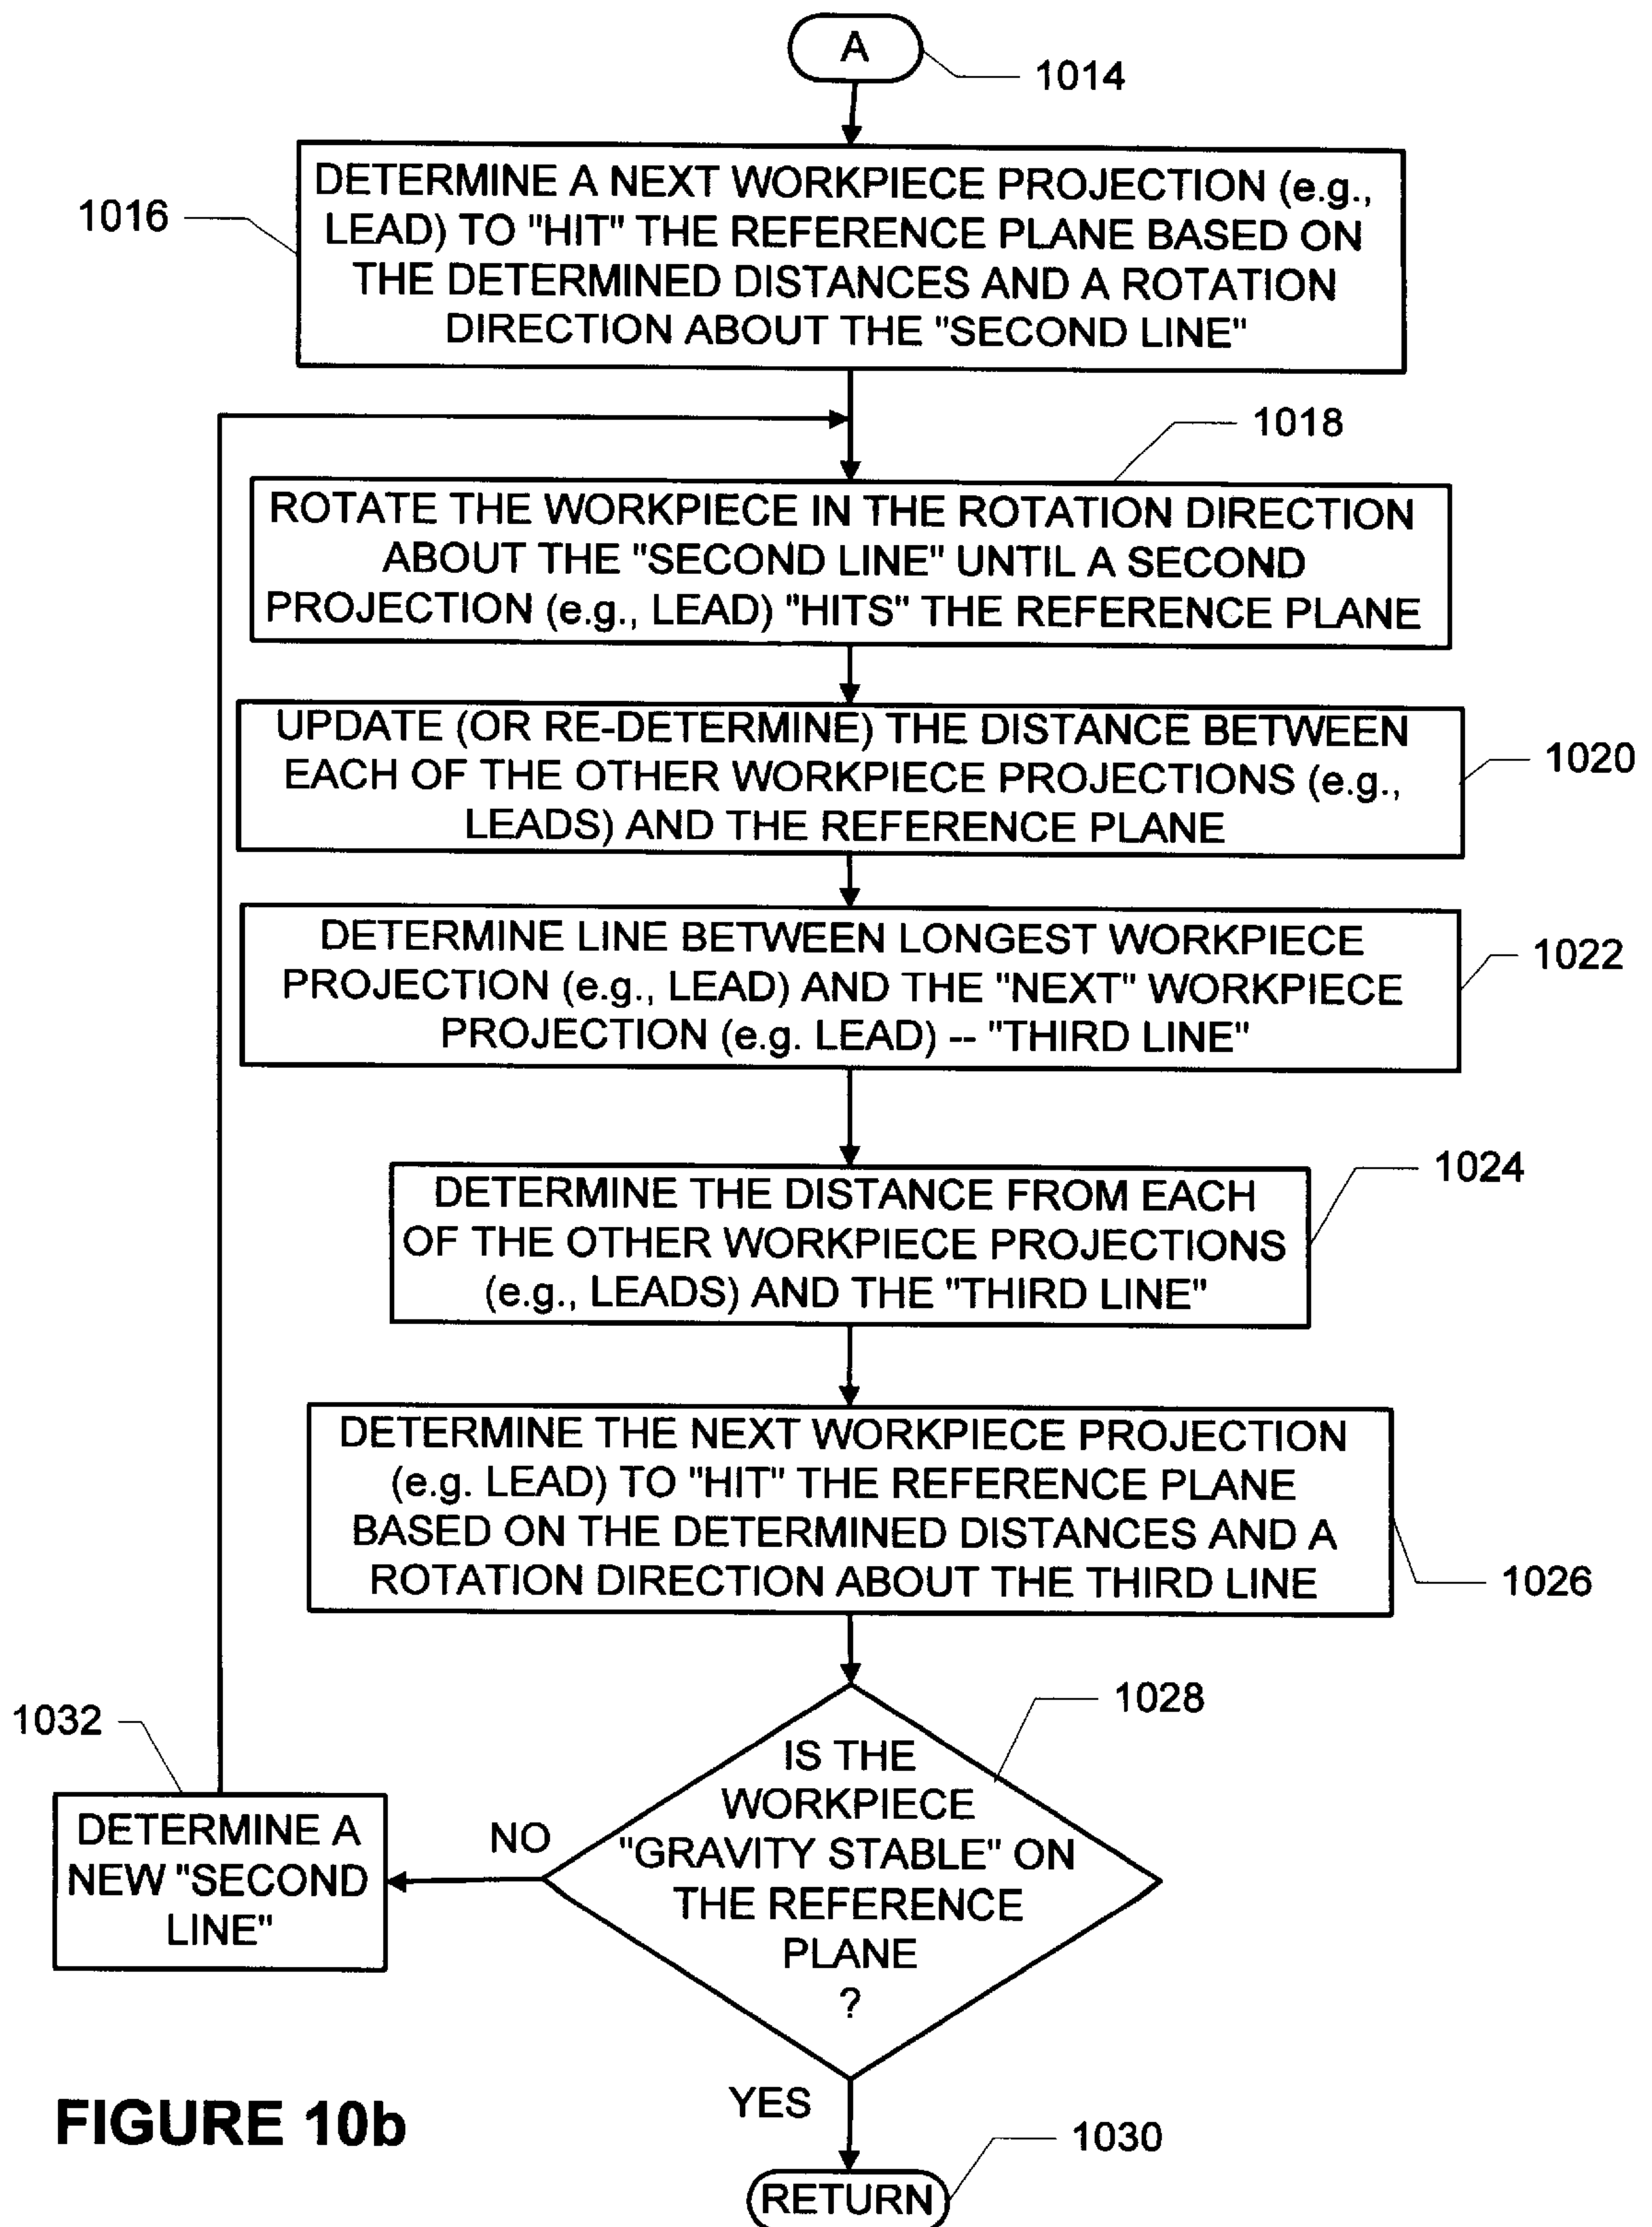 A
1014
DETERMINE A NEXT WORKPIECE PROJECTION (e.g.,
LEAD) TO "HIT" THE REFERENCE PLANE BASED ON
THE DETERMINED DISTANCES AND A ROTATION
DIRECTION ABOUT THE "SECOND LINE"
1016
1018
ROTATE THE WORKPIECE IN THE ROTATION DIRECTION
ABOUT THE "SECOND LINE" UNTIL A SECOND
PROJECTION (e.g., LEAD) "HITS" THE REFERENCE PLANE
UPDATE (OR RE-DETERMINE) THE DISTANCE BETWEEN
EACH OF THE OTHER WORKPIECE PROJECTIONS (e.g.,
LEADS) AND THE REFERENCE PLANE
1020
DETERMINE LINE BETWEEN LONGEST WORKPIECE
PROJECTION (e.g., LEAD) AND THE "NEXT" WORKPIECE
PROJECTION (e.g. LEAD) -- "THIRD LINE"
1022
DETERMINE THE DISTANCE FROM EACH
OF THE OTHER WORKPIECE PROJECTIONS
(e.g., LEADS) AND THE "THIRD LINE"
1024
DETERMINE THE NEXT WORKPIECE PROJECTION
(e.g. LEAD) TO "HIT" THE REFERENCE PLANE
BASED ON THE DETERMINED DISTANCES AND A
ROTATION DIRECTION ABOUT THE THIRD LINE
1026
IS THE
WORKPIECE
"GRAVITY STABLE" ON
THE REFERENCE
PLANE
?
1028
NO
1032
DETERMINE A
NEW "SECOND
LINE"
YES
RETURN
1030
FIGURE 10b